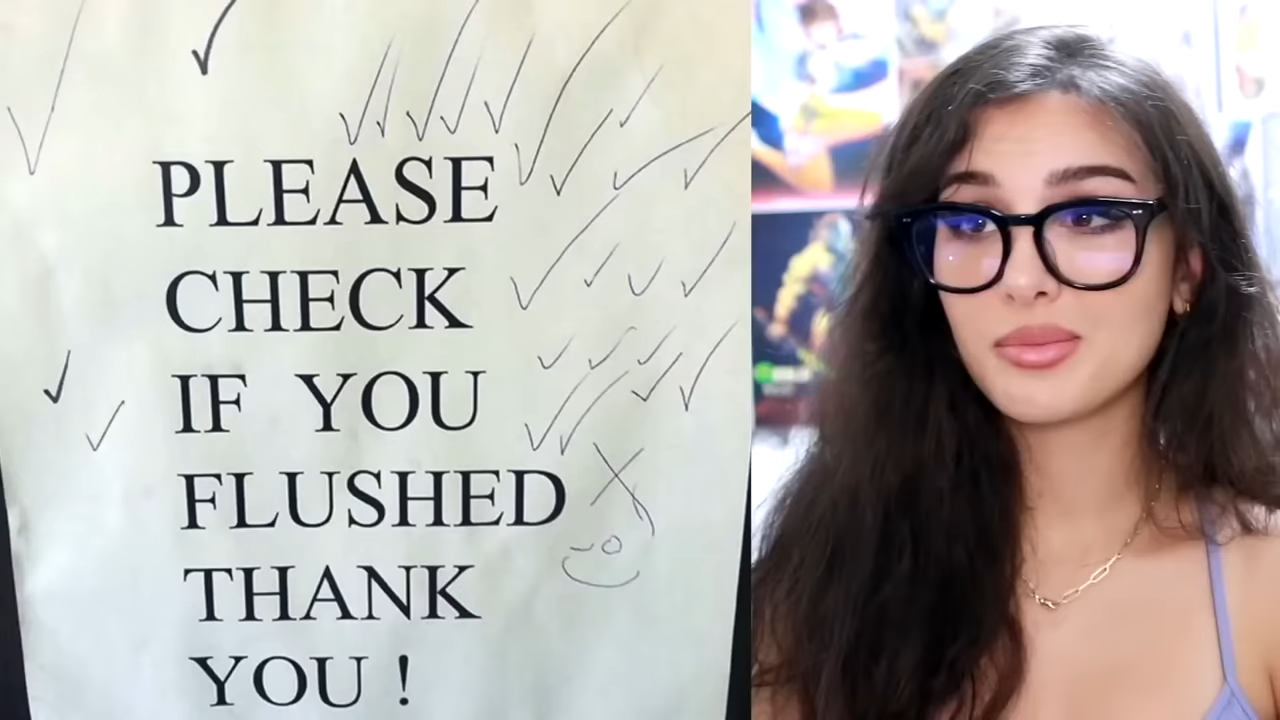 PLEASE
CHECK
IF YOU
FLUSHED
THANK
YOU !